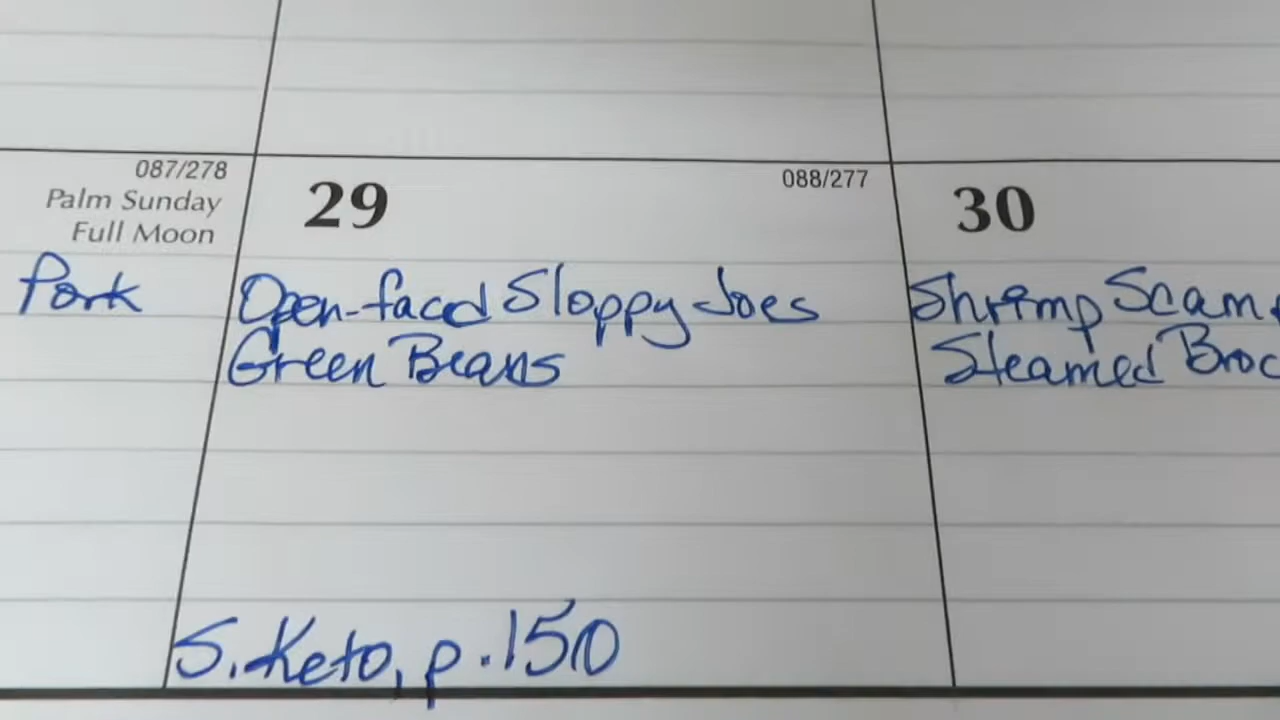 087/278
Palm Sunday
Full Moon
Pork
29
088/277
Open-faced Sloppy Joes
Green Beans
S. Keto, p. 150
30
Shrimp
Steamed